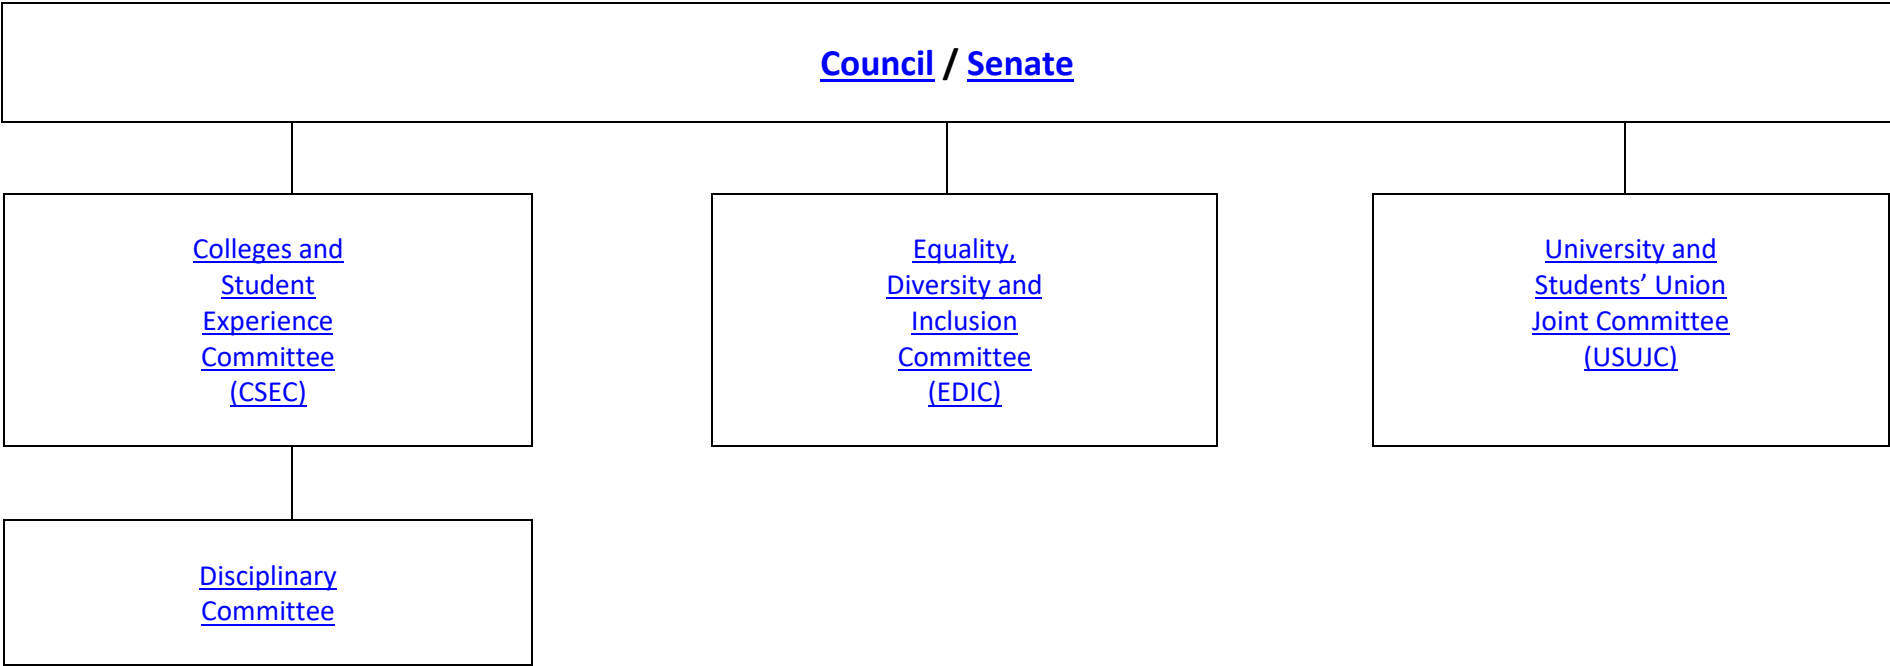 Council / Senate
Colleges and
Student
Experience
Committee
(CSEC)
Equality,
Diversity and
Inclusion
Committee
(EDIC)
University and
Students’ Union
Joint Committee
(USUJC)
Disciplinary
Committee